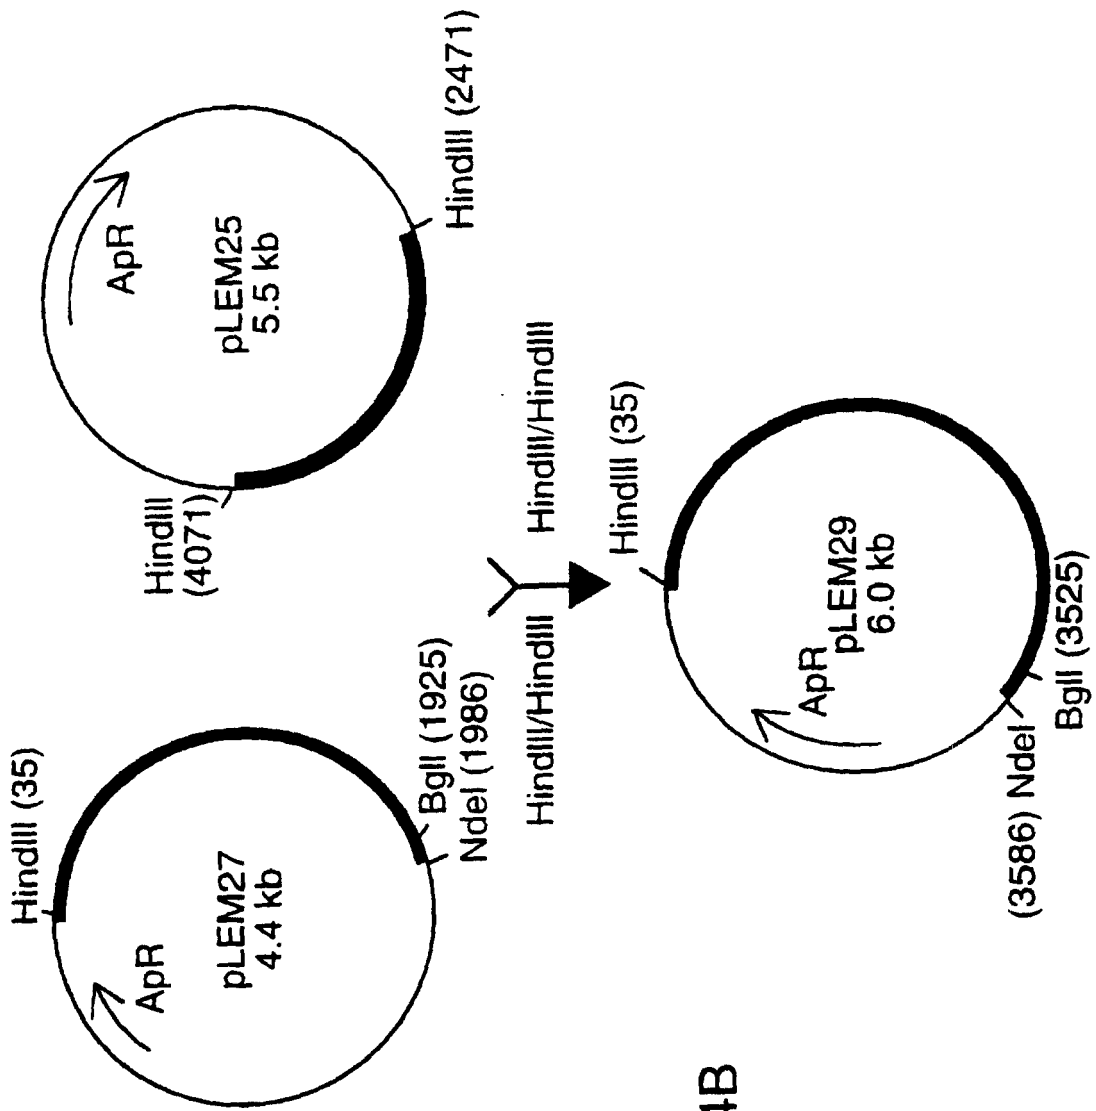 HindIII (35)
ApR
pLEM27
4.4 kb
BglI (1925)
NdeI (1986)
HindIII
(4071)
ApR
pLEM25
5.5 kb
HindIII (2471)
HindIII/HindIII
HindIII/HindIII
HindIII (35)
ApR
pLEM29
6.0 kb
(3586) NdeI
BglI (3525)